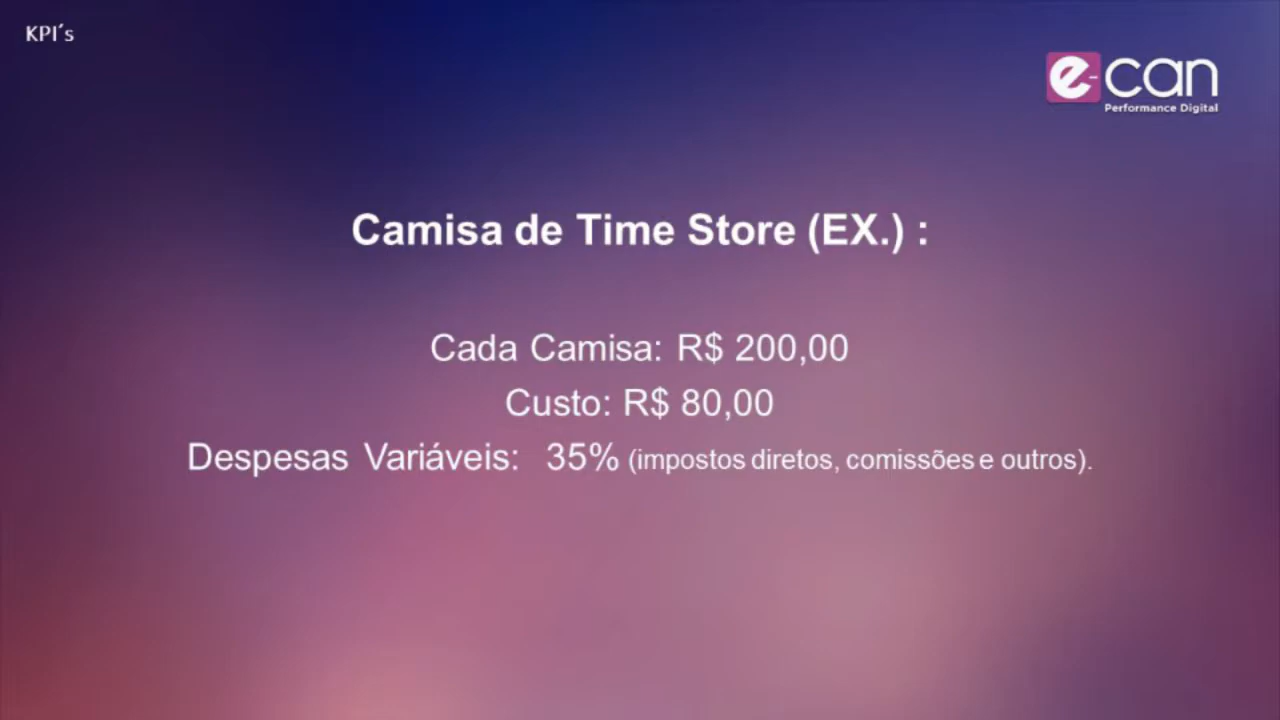 KPI´s
e-can
Performance Digital
Camisa de Time Store (EX.) :
Cada Camisa: R$ 200,00
Custo: R$ 80,00
Despesas Variáveis: 35% (impostos diretos, comissões e outros).